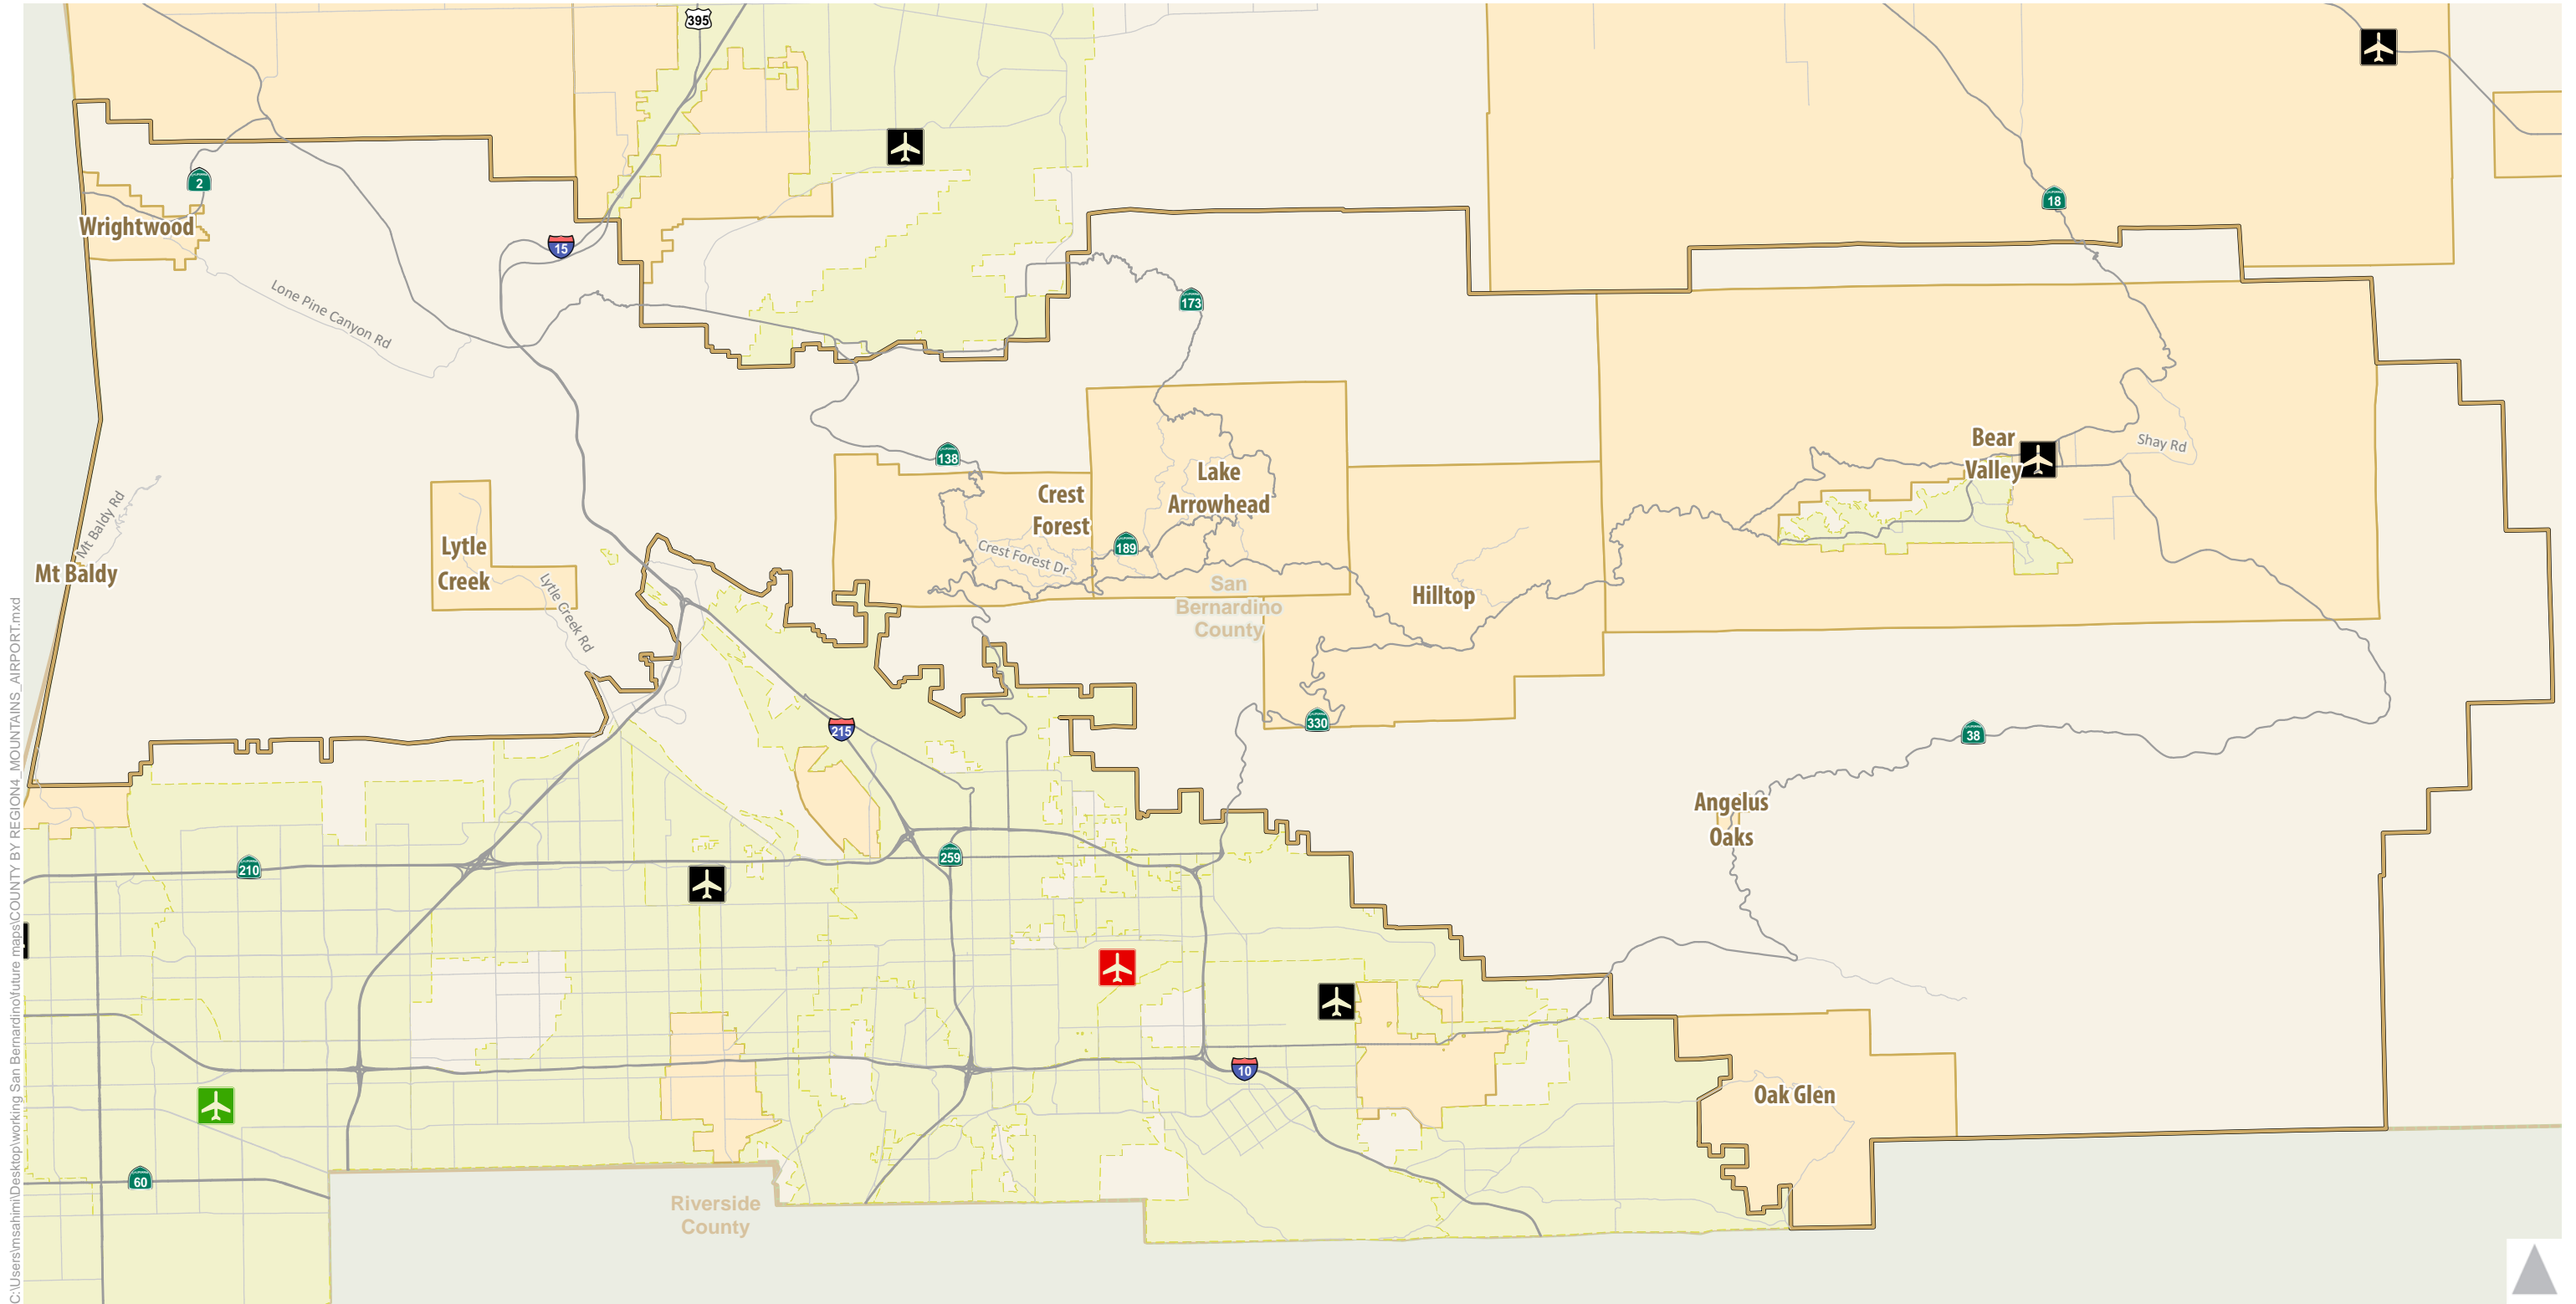 395
2
Wrightwood
15
18
Lone Pine Canyon Rd
173
138
Bear
Valley
Shay Rd
Lake
Arrowhead
Crest
Forest
189
Crest Forest Dr
Mt Baldy Rd
Mt Baldy
Lytle
Creek
Lytle Creek Rd
San
Bernardino
County
Hilltop
330
38
215
Angelus
Oaks
210
259
10
Oak Glen
60
Riverside
County
C:\Users\msahimi\Desktop\working San Bernardino\future maps\COUNTY BY REGION4_MOUNTAINS_AIRPORT.mxd